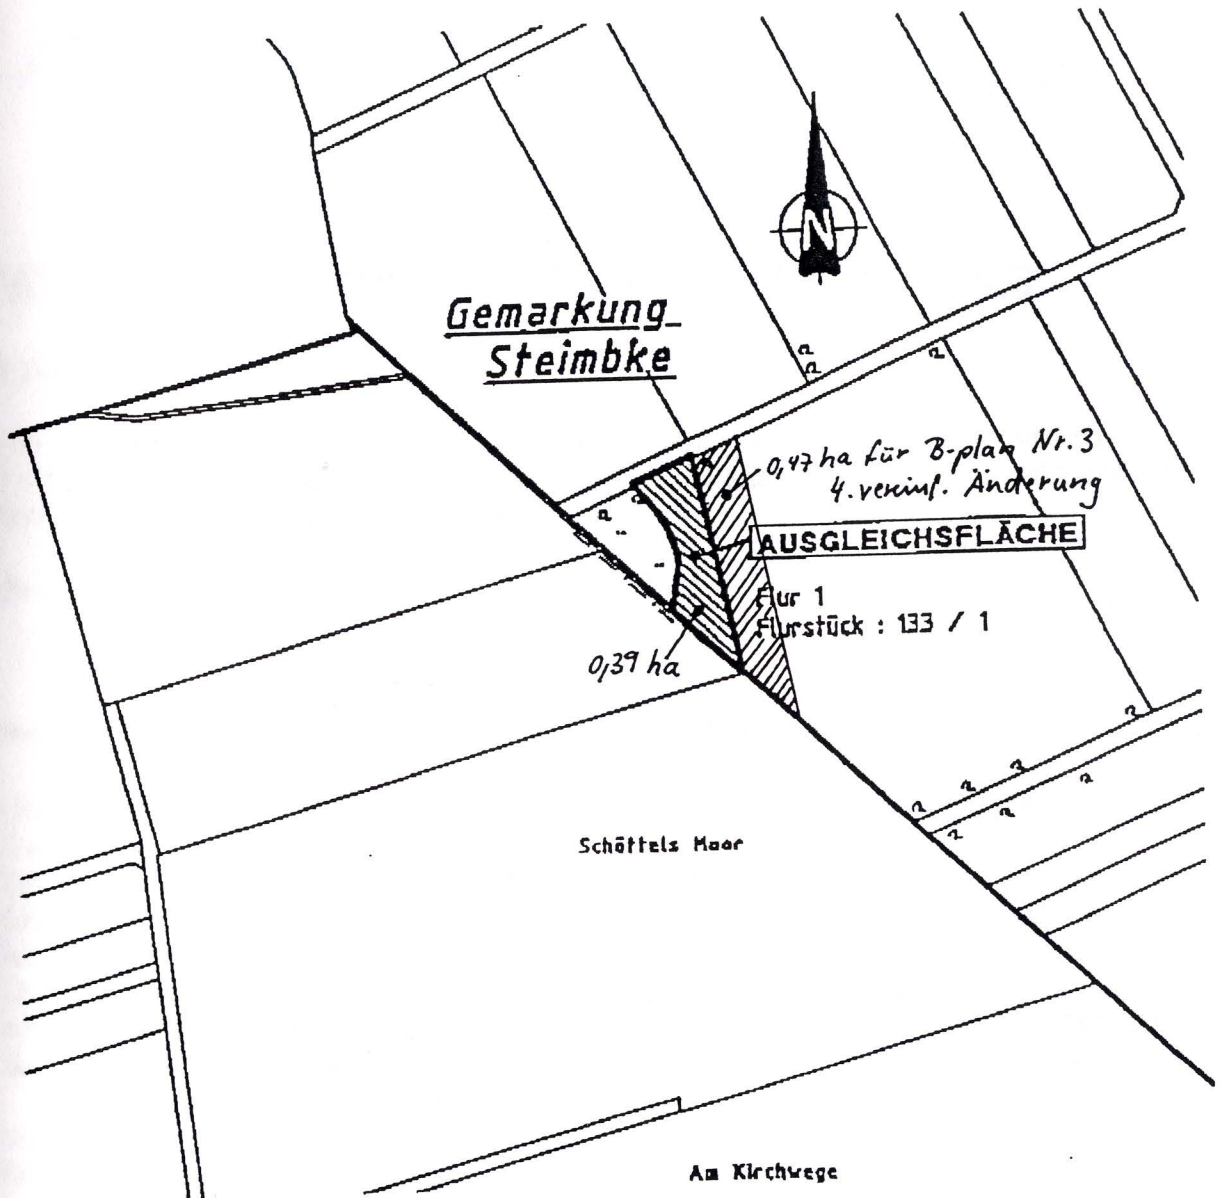 N
Gemarkung
Steimbke
0,47 ha für B-plan Nr. 3
4. vereinf. Änderung
AUSGLEICHSFLÄCHE
Flur 1
Flurstück : 133 / 1
0,39 ha
Schöttels Moor
Am Kirchwege